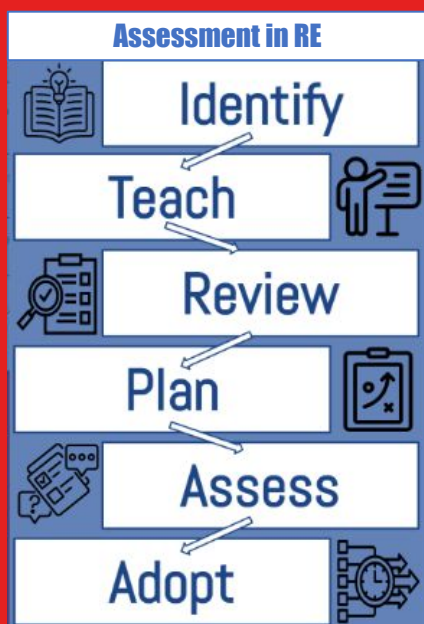 Assessment in RE
Identify
Teach
Review
Plan
Assess
Adopt